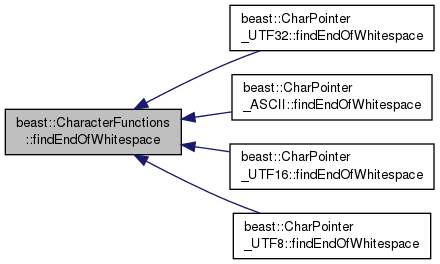 beast::CharPointer
_UTF32::findEndOfWhitespace
beast::CharPointer
_ASCII::findEndOfWhitespace
beast::CharacterFunctions
::findEndOfWhitespace
beast::CharPointer
_UTF16::findEndOfWhitespace
beast::CharPointer
_UTF8::findEndOfWhitespace